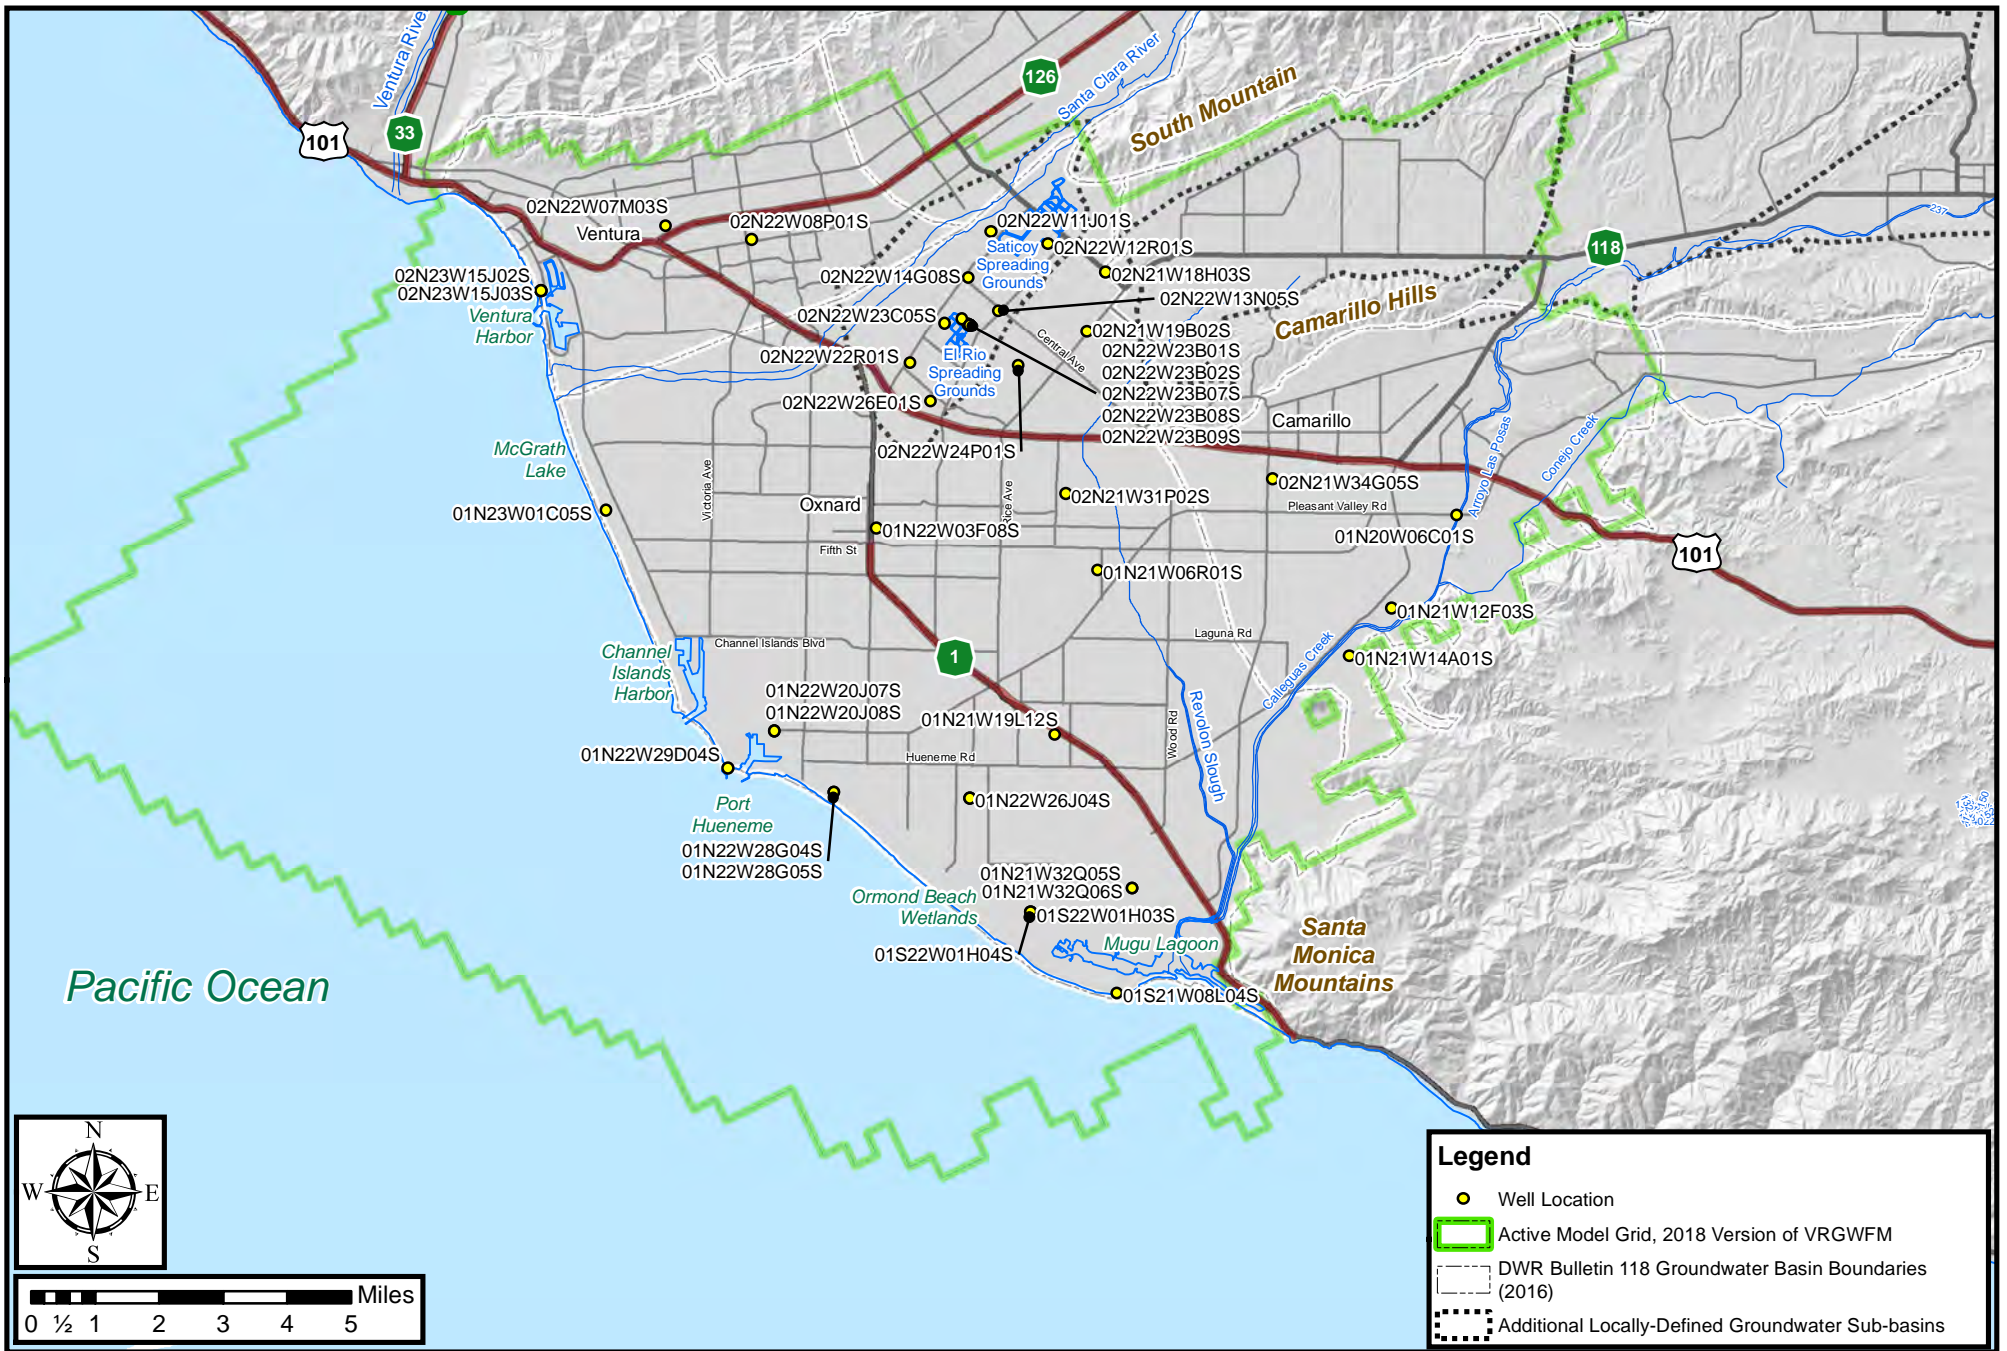 Ventura River
33
101
126
Santa Clara River
South Mountain
02N22W07M03S
Ventura
02N22W08P01S
02N22W11J01S
Saticoy
Spreading
Grounds
02N22W12R01S
02N21W18H03S
118
237
02N23W15J02S
02N23W15J03S
Ventura
Harbor
02N22W14G08S
02N22W13N05S
Camarillo Hills
02N22W23C05S
Central Ave
02N21W19B02S
02N22W23B01S
02N22W23B02S
02N22W23B07S
02N22W23B08S
02N22W23B09S
02N22W22R01S
El Rio
Spreading
Grounds
02N22W26E01S
02N22W24P01S
Camarillo
McGrath
Lake
Victoria Ave
Rice Ave
Arroyo Las Posas
Conejo Creek
02N21W34G05S
02N21W31P02S
Oxnard
Pleasant Valley Rd
01N23W01C05S
01N22W03F08S
01N20W06C01S
Fifth St
101
01N21W06R01S
01N21W12F03S
Channel Islands Blvd
Laguna Rd
1
Channel
Islands
Harbor
01N21W14A01S
Calleguas Creek
01N22W20J07S
01N22W20J08S
01N21W19L12S
Wood Rd
Revolon Slough
01N22W29D04S
Hueneme Rd
Port
Hueneme
01N22W26J04S
01N22W28G04S
01N22W28G05S
01N21W32Q05S
01N21W32Q06S
Ormond Beach
Wetlands
01S22W01H03S
01S22W01H04S
Mugu Lagoon
Santa
Monica
Mountains
Pacific Ocean
01S21W08L04S
N
W E
S
Miles
0 ½ 1 2 3 4 5
Legend
Well Location
Active Model Grid, 2018 Version of VRGWFM
DWR Bulletin 118 Groundwater Basin Boundaries
(2016)
Additional Locally-Defined Groundwater Sub-basins